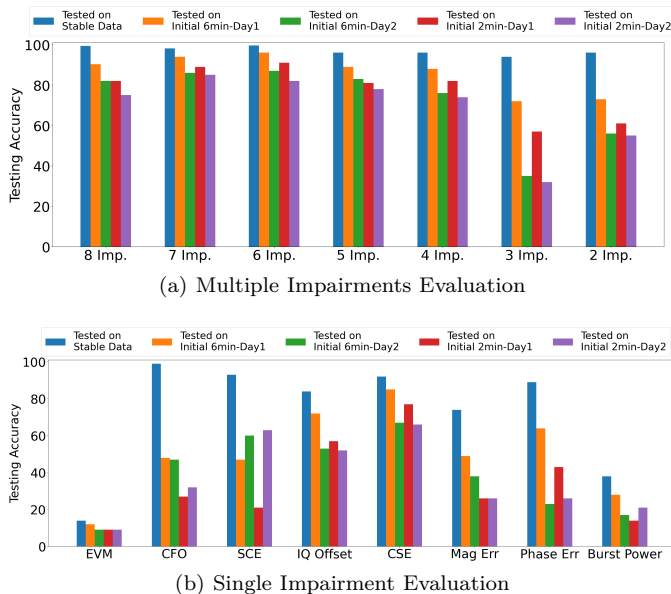 Tested on Stable Data
Tested on Initial 6min-Day1
Tested on Initial 6min-Day2
Tested on Initial 2min-Day1
Tested on Initial 2min-Day2
Testing Accuracy
100
80
60
40
20
0
8 Imp. 7 Imp. 6 Imp. 5 Imp. 4 Imp. 3 Imp. 2 Imp.
(a) Multiple Impairments Evaluation
Tested on Stable Data
Tested on Initial 6min-Day1
Tested on Initial 6min-Day2
Tested on Initial 2min-Day1
Tested on Initial 2min-Day2
Testing Accuracy
100
80
60
40
20
0
EVM CFO SCE IQ Offset CSE Mag Err Phase Err Burst Power
(b) Single Impairment Evaluation